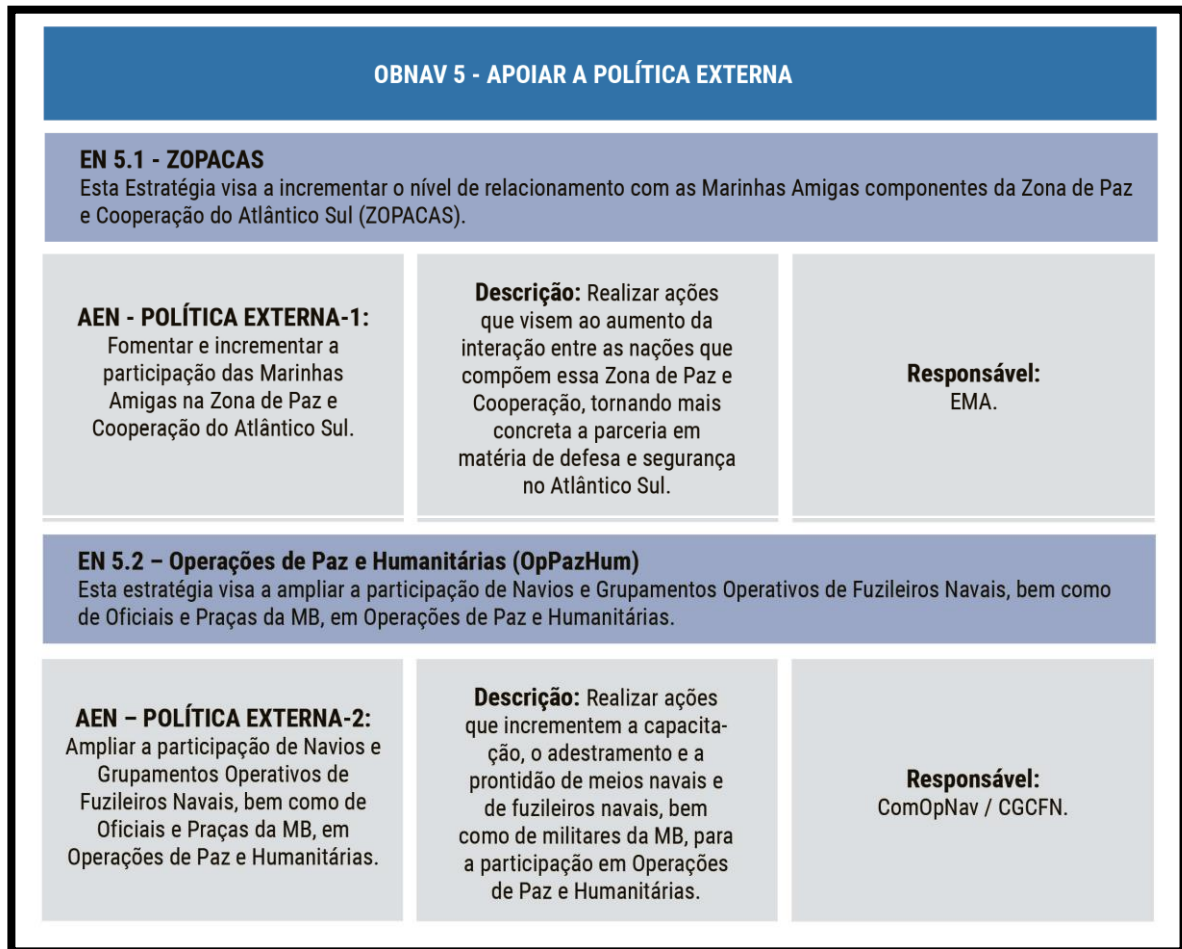 OBNAV 5 - APOIAR A POLÍTICA EXTERNA
EN 5.1 - ZOPACAS
Esta Estratégia visa a incrementar o nível de relacionamento com as Marinhas Amigas componentes da Zona de Paz
e Cooperação do Atlântico Sul (ZOPACAS).
AEN - POLÍTICA EXTERNA-1:
Fomentar e incrementar a
participação das Marinhas
Amigas na Zona de Paz e
Cooperação do Atlântico Sul.
Descrição: Realizar ações
que visem ao aumento da
interação entre as nações que
compõem essa Zona de Paz e
Cooperação, tornando mais
concreta a parceria em
matéria de defesa e segurança
no Atlântico Sul.
Responsável:
EMA.
EN 5.2 – Operações de Paz e Humanitárias (OpPazHum)
Esta estratégia visa a ampliar a participação de Navios e Grupamentos Operativos de Fuzileiros Navais, bem como
de Oficiais e Praças da MB, em Operações de Paz e Humanitárias.
AEN – POLÍTICA EXTERNA-2:
Ampliar a participação de Navios e
Grupamentos Operativos de
Fuzileiros Navais, bem como de
Oficiais e Praças da MB, em
Operações de Paz e Humanitárias.
Descrição: Realizar ações
que incrementem a capacita-
ção, o adestramento e a
prontidão de meios navais e
de fuzileiros navais, bem
como de militares da MB, para
a participação em Operações
de Paz e Humanitárias.
Responsável:
ComOpNav / CGCFN.